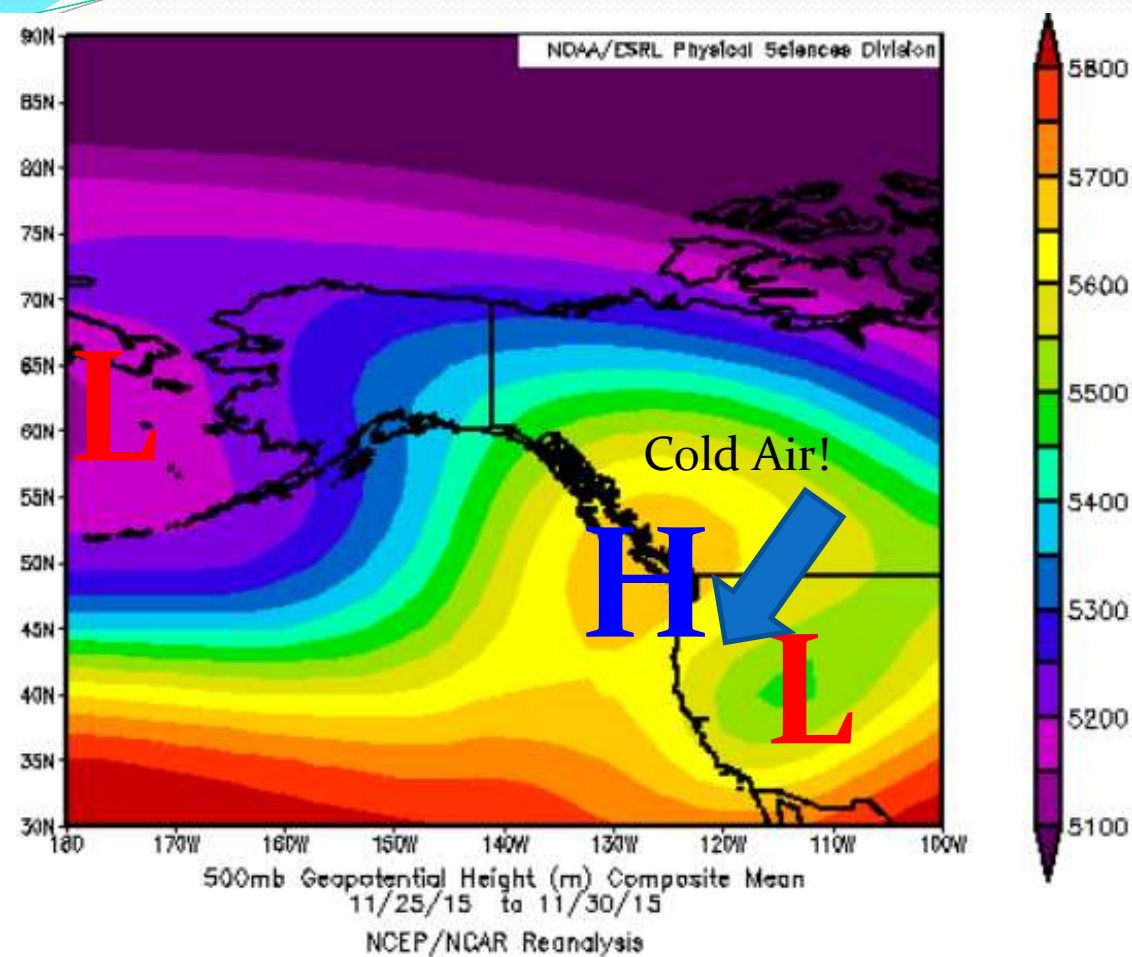 NOAA/ESRL Physical Sciences Division
90N
85N
80N
75N
70N
65N
60N
55N
50N
45N
40N
35N
30N
L
Cold Air!
H
L
180 170W 160W 150W 140W 130W 120W 110W 100W
5800
5700
5600
5500
5400
5300
5200
5100
500mb Geopotential Height (m) Composite Mean
11/25/15 to 11/30/15
NCEP/NCAR Reanalysis